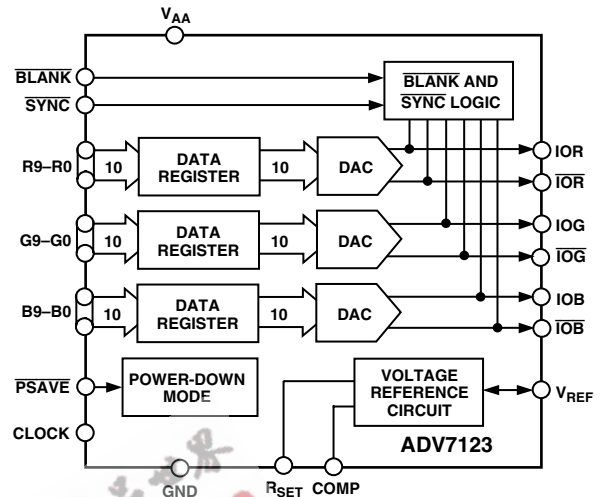 VAA
BLANK
SYNC
BLANK AND
SYNC LOGIC
R9–R0
10
DATA
REGISTER
10
DAC
IOR
IOR
G9–G0
10
DATA
REGISTER
10
DAC
IOG
IOG
B9–B0
10
DATA
REGISTER
10
DAC
IOB
IOB
PSAVE
POWER-DOWN
MODE
VOLTAGE
REFERENCE
CIRCUIT
VREF
CLOCK
ADV7123
GND
RSET
COMP